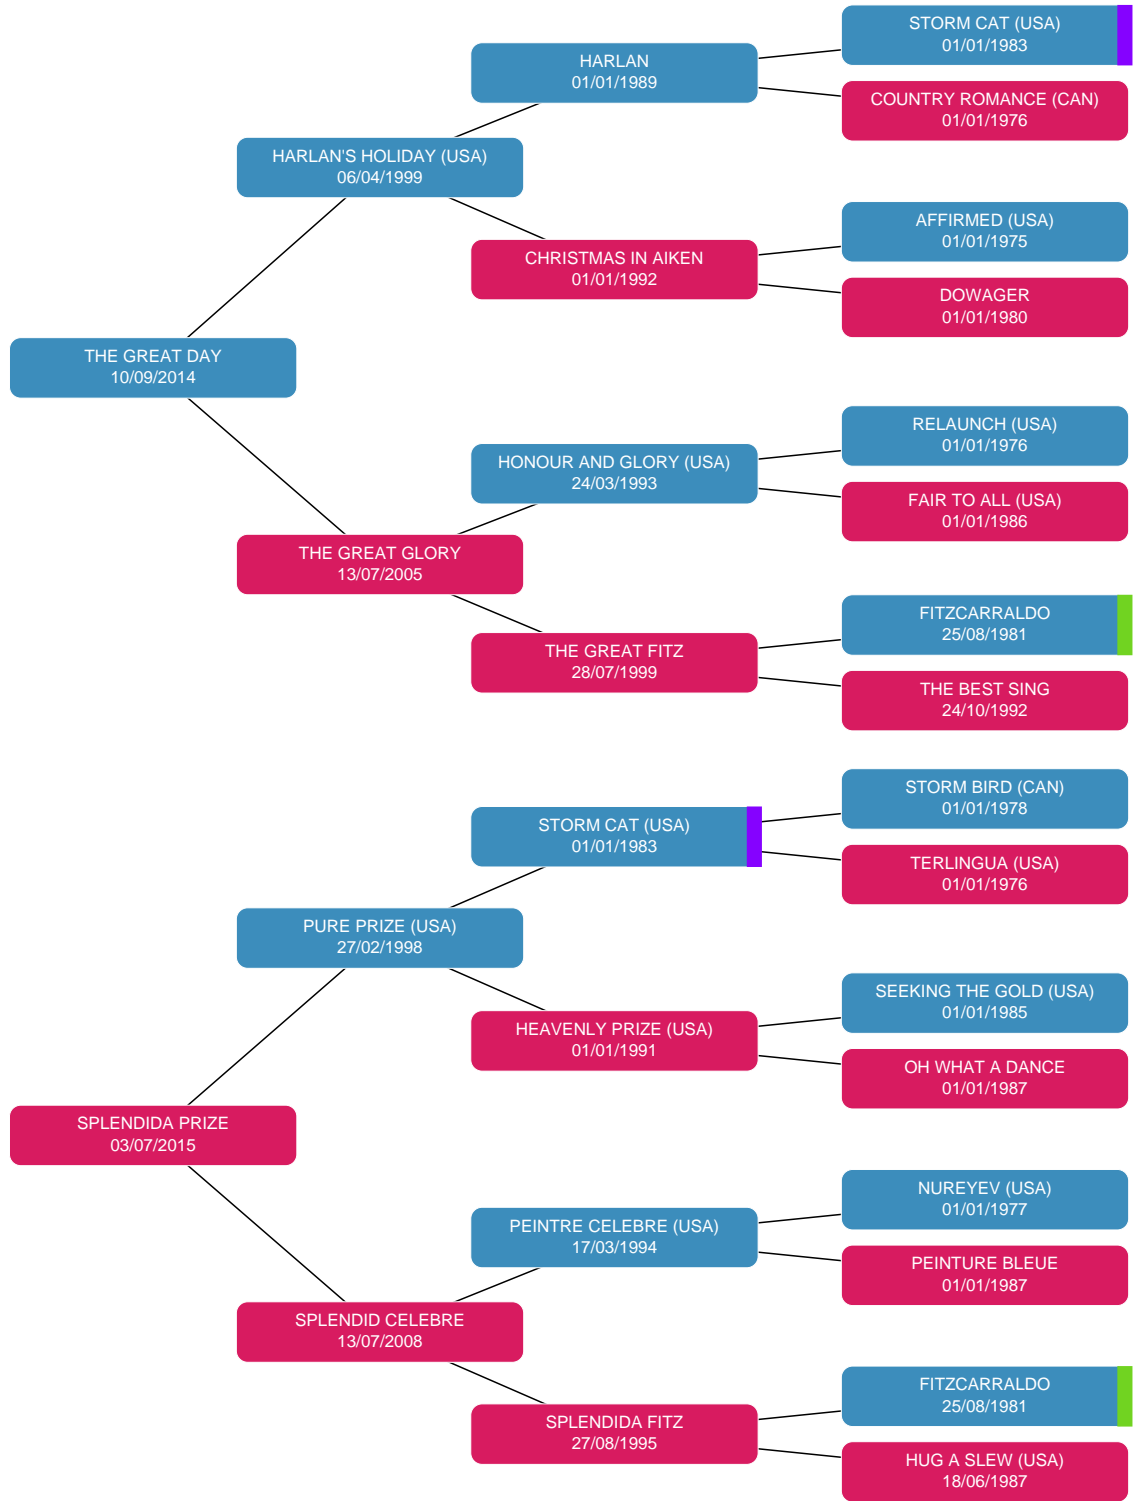 STORM CAT (USA)
01/01/1983
HARLAN
01/01/1989
COUNTRY ROMANCE (CAN)
01/01/1976
HARLAN'S HOLIDAY (USA)
06/04/1999
AFFIRMED (USA)
01/01/1975
CHRISTMAS IN AIKEN
01/01/1992
DOWAGER
01/01/1980
THE GREAT DAY
10/09/2014
RELAUNCH (USA)
01/01/1976
HONOUR AND GLORY (USA)
24/03/1993
FAIR TO ALL (USA)
01/01/1986
THE GREAT GLORY
13/07/2005
FITZCARRALDO
25/08/1981
THE GREAT FITZ
28/07/1999
THE BEST SING
24/10/1992
STORM BIRD (CAN)
01/01/1978
STORM CAT (USA)
01/01/1983
TERLINGUA (USA)
01/01/1976
PURE PRIZE (USA)
27/02/1998
SEEKING THE GOLD (USA)
01/01/1985
HEAVENLY PRIZE (USA)
01/01/1991
OH WHAT A DANCE
01/01/1987
SPLENDIDA PRIZE
03/07/2015
NUREYEV (USA)
01/01/1977
PEINTRE CELEBRE (USA)
17/03/1994
PEINTURE BLEUE
01/01/1987
SPLENDID CELEBRE
13/07/2008
FITZCARRALDO
25/08/1981
SPLENDIDA FITZ
27/08/1995
HUG A SLEW (USA)
18/06/1987